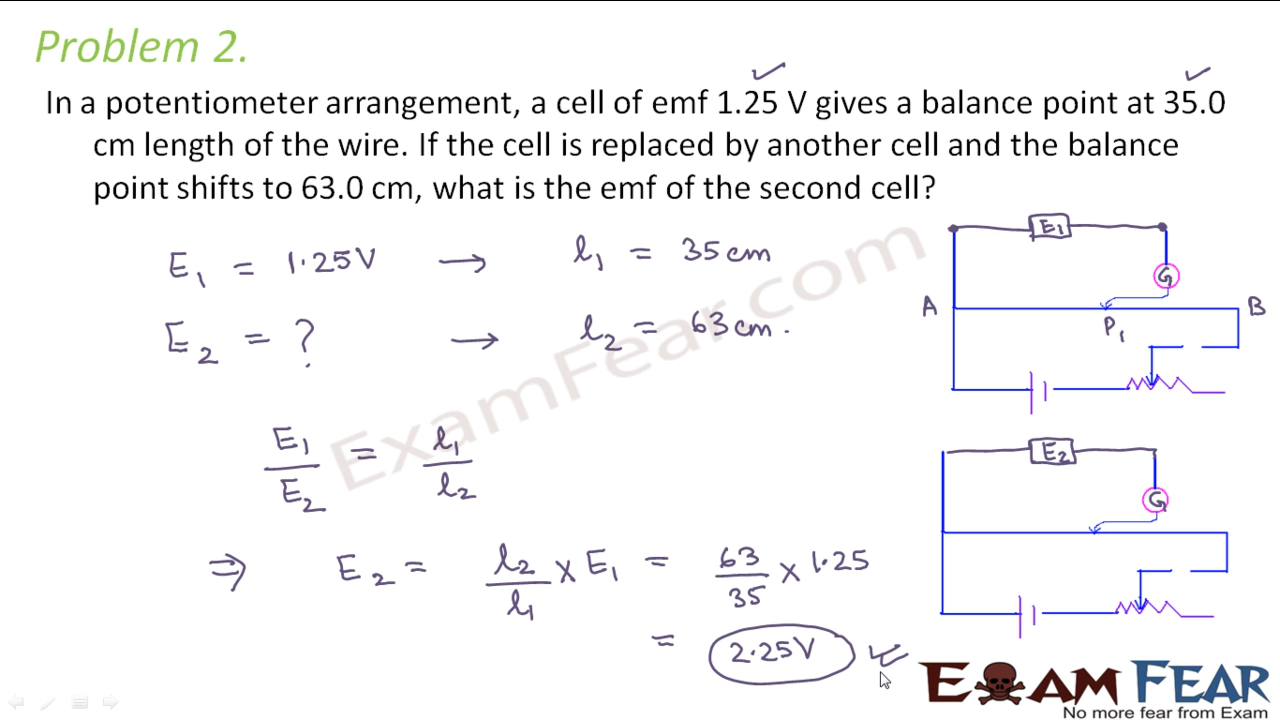 Problem 2.
In a potentiometer arrangement, a cell of emf 1.25 V gives a balance point at 35.0
cm length of the wire. If the cell is replaced by another cell and the balance
point shifts to 63.0 cm, what is the emf of the second cell?
E₁ = 1.25V → l₁ = 35cm
E₂ = ? → l₂ = 63cm.
E₁/E₂ = l₁/l₂
⇒ E₂ = l₂/l₁ × E₁ = 63/35 × 1.25
= 2.25V
E₁
G
A
B
P₁
E₂
G
ExamFear.com
EXAM FEAR
No more fear from Exam